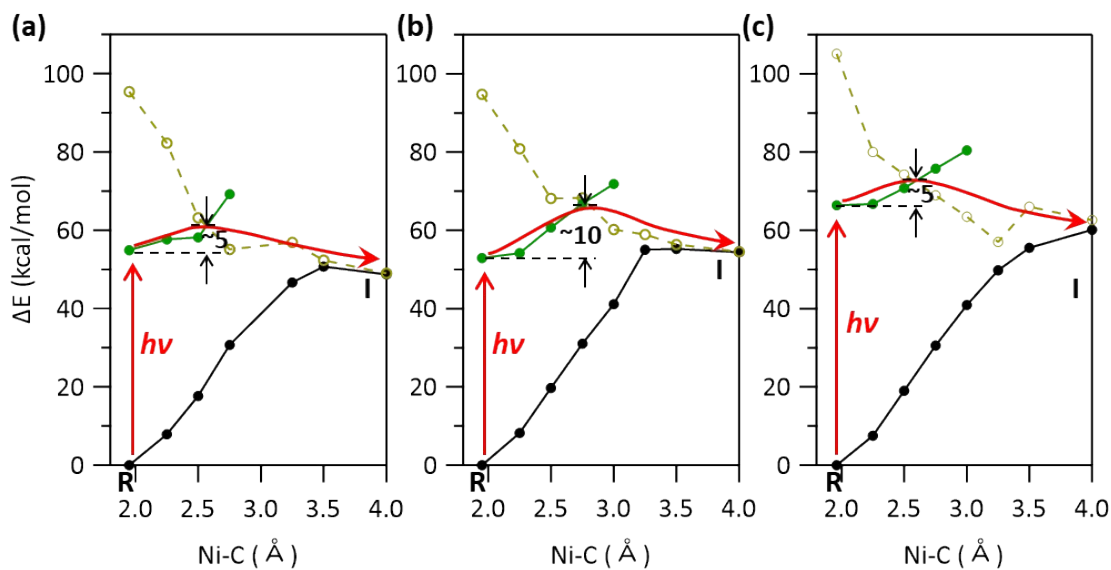 (a) (b) (c)
ΔE (kcal/mol)
100
80
60
40
20
0
~5
~10
~5
hν
hν
hν
I
I
I
R
R
R
2.0 2.5 3.0 3.5 4.0
2.0 2.5 3.0 3.5 4.0
2.0 2.5 3.0 3.5 4.0
Ni-C ( Å )
Ni-C ( Å )
Ni-C ( Å )